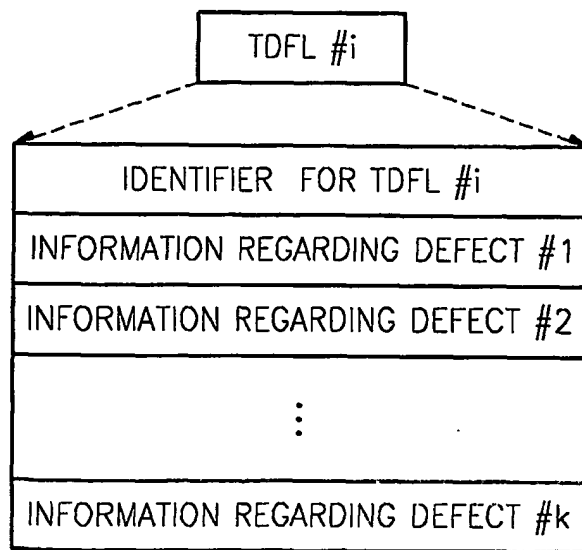 TDFL #i
IDENTIFIER FOR TDFL #i
INFORMATION REGARDING DEFECT #1
INFORMATION REGARDING DEFECT #2
⋮
INFORMATION REGARDING DEFECT #k